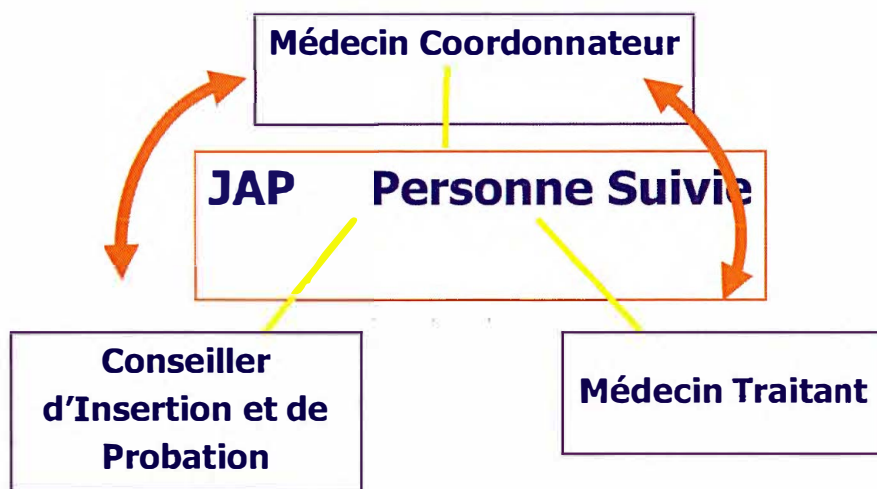 Médecin Coordonnateur
JAP Personne Suivie
Conseiller
d'Insertion et de
Probation
Médecin Traitant